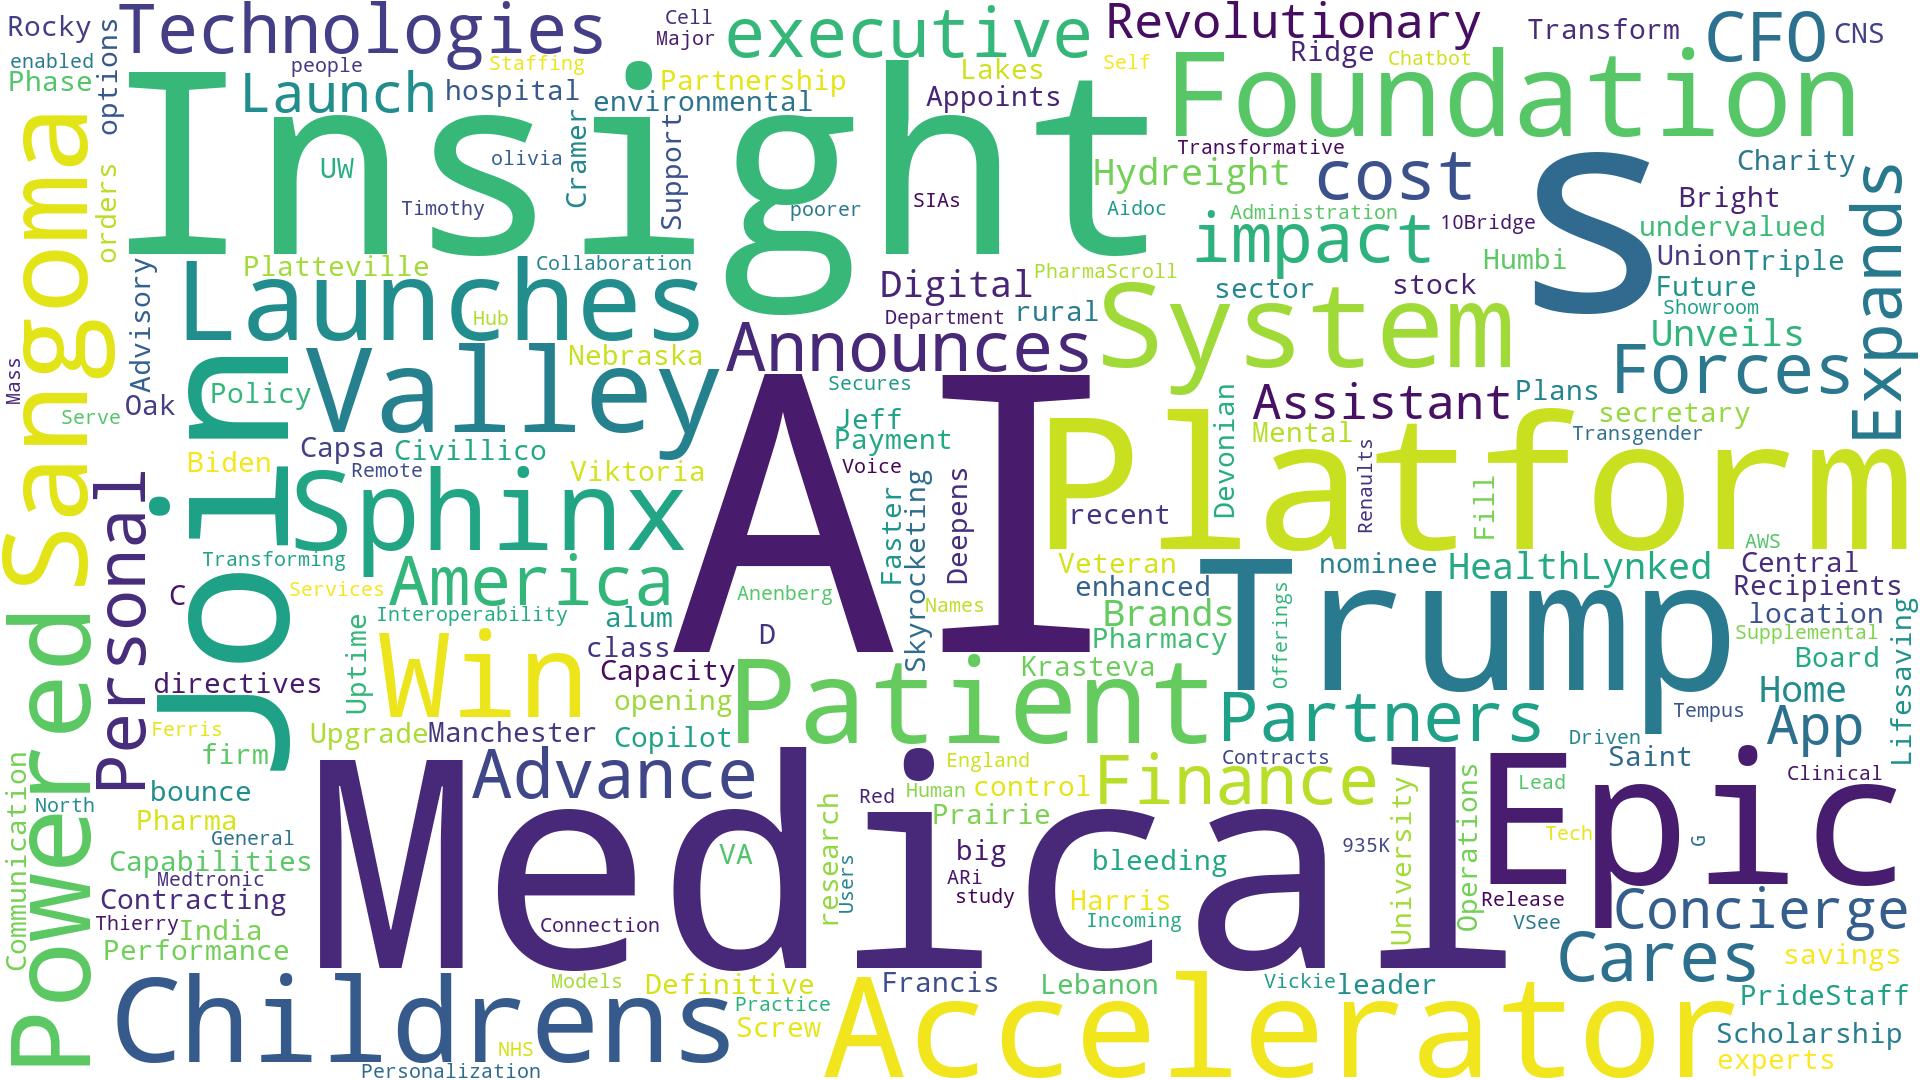 Rocky
Technologies
Cell
Major
executive
Revolutionary
Transform
CFO
CNS
enabled
Phase
options
people
Staffing
Partnership
Lakes
Self
Ridge
Chatbot
Launch
hospital
environmental
Appoints
Foundation
Insight
UW
olivia
Cramer
Support
Timothy
poorer
SIAs
Transformative
Hydreight
cost
S
Charity
Aidoc
Administration
10Bridge
Bright
undervalued
Expands
Sangoma
orders
Advisory
Platteville
Collaboration
PharmaScroll
impact
Humbi
Union
Triple
Launches
Hub
Digital
Department
rural
sector
stock
Future
Showroom
Unveils
System
Announces
Valley
Nebraska
Forces
Mass
Serve
Oak
Policy
Join
Secures
Jeff
Payment
Voice
AI
Devonian
Assistant
Mental
Plans
secretary
Transgender
Platform
Renaults
Fill
Capsa
Civillico
Remote
Biden
Viktoria
Sphinx
Personal
Powered
Faster
Skyrocketing
Deepens
recent
AWS
Transforming
Services
America
Interoperability
C
Veteran
enhanced
Brands
Pharmacy
Anenberg
Names
D
Trump
nominee
HealthLynked
Central
Recipients
location
Supplemental
Board
Lifesaving
Offerings
alum
class
Capacity
opening
Uptime
Win
directives
Ferris
firm
Upgrade
Manchester
Copilot
Patient
Krasteva
Partners
Home
Tempus
App
Driven
Saint
Clinical
Communication
North
bounce
Pharma
General
Capabilities
Medtronic
Contracting
Thierry
India
Performance
Advance
Medical
England
control
Human
Red
Prairie
Finance
Contracts
Epic
Lead
Tech
G
VA
research
Users
big
ARi
study
bleeding
Harris
Incoming
935K
University
Operations
Release
VSee
Concierge
Cares
savings
Connection
Models
Definitive
Practice
Screw
Francis
Lebanon
Vickie
leader
PrideStaff
Childrens
NHS
Personalization
Accelerator
Scholarship
experts